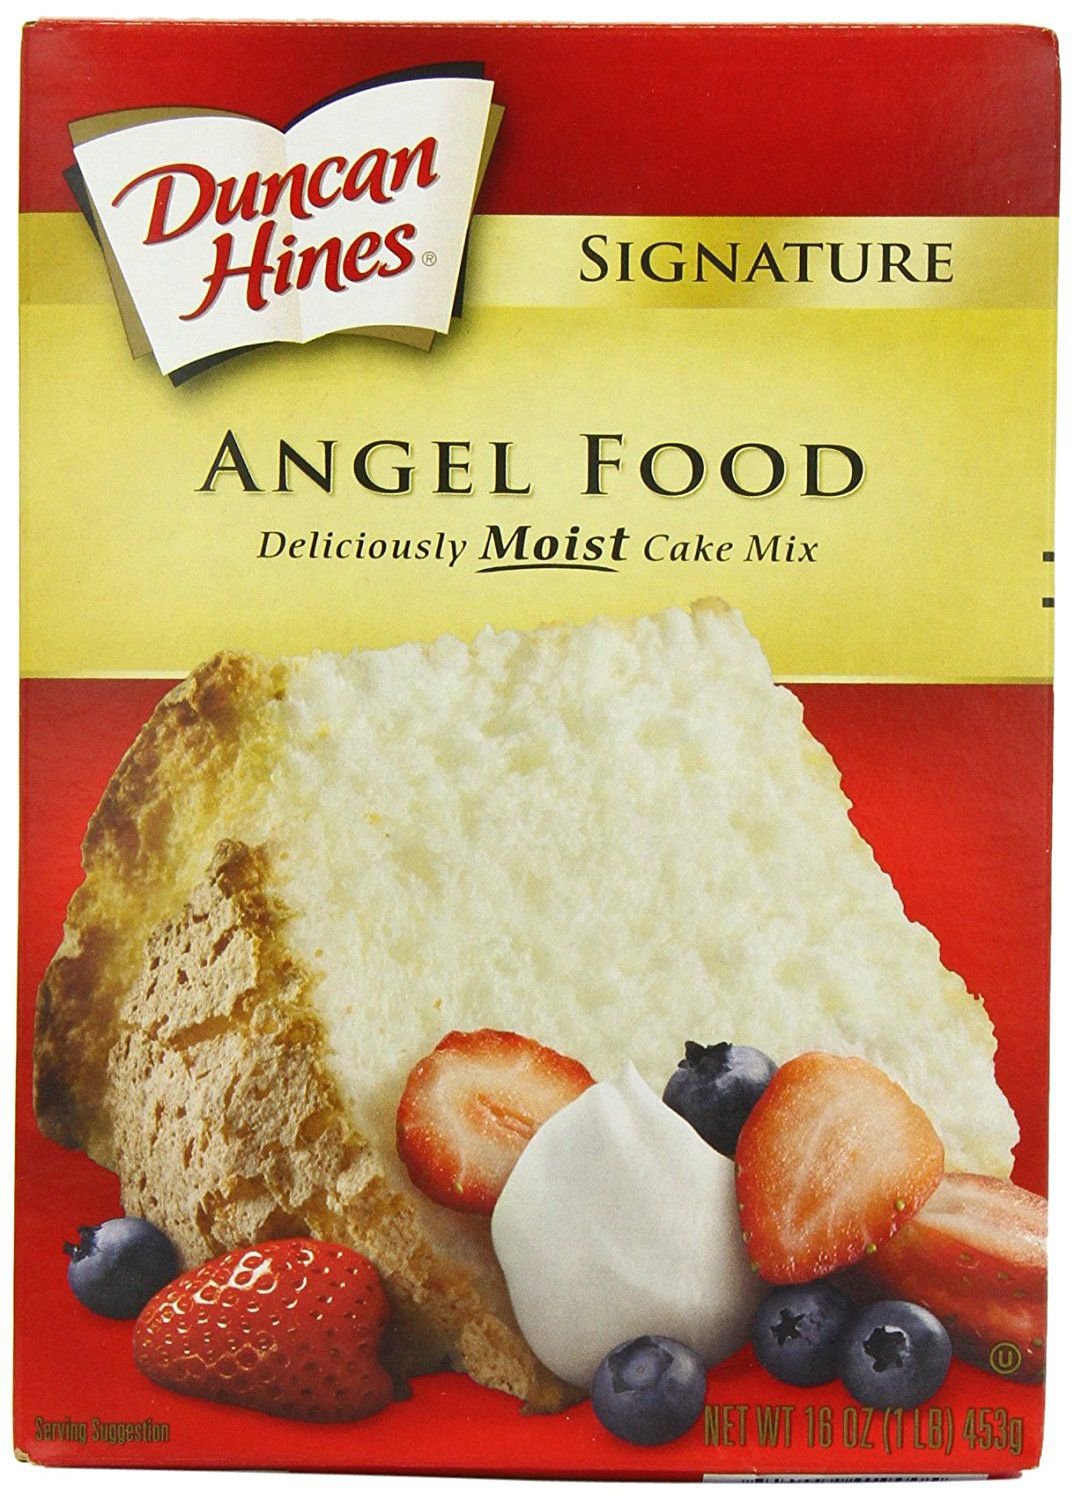 Duncan
Hines®
SIGNATURE
ANGEL FOOD
Deliciously Moist Cake Mix
U
Serving Suggestion
NET WT 16 OZ (1 LB) 453g